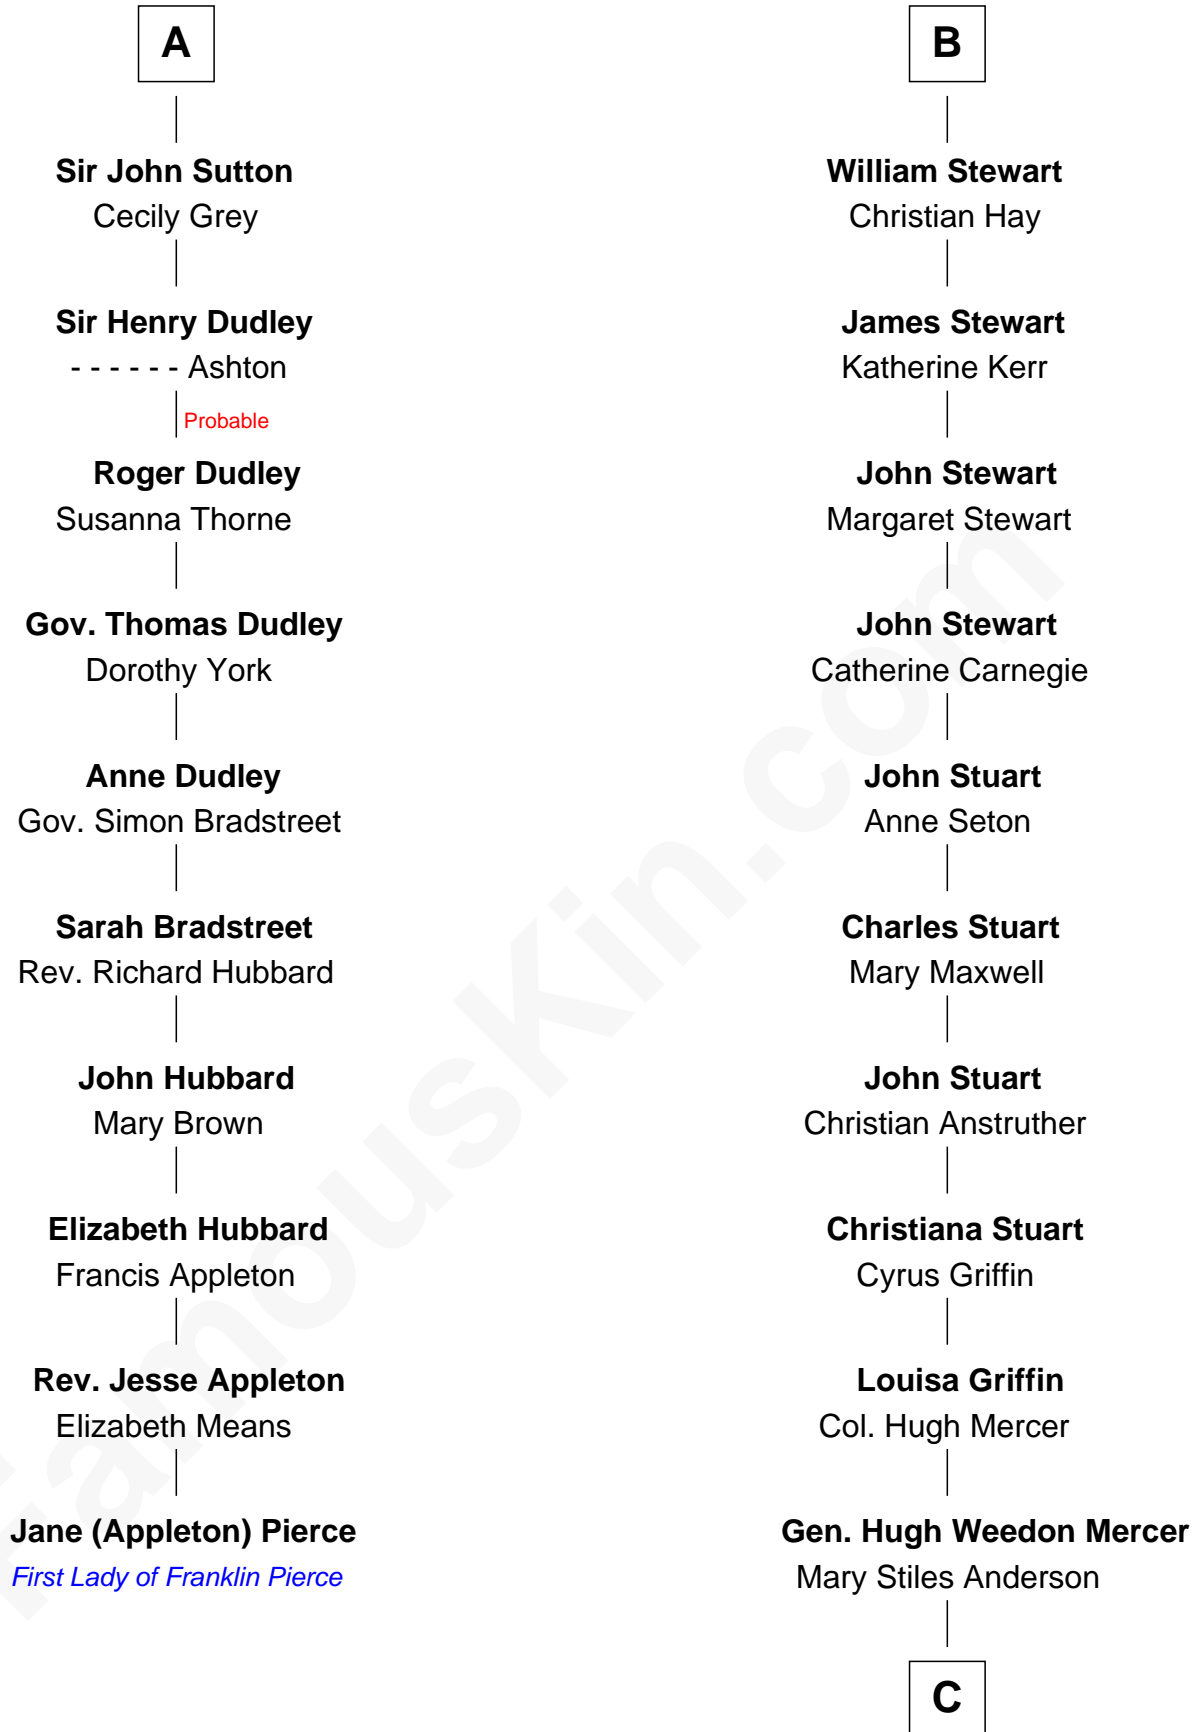 A
Sir John Sutton
Cecily Grey
Sir Henry Dudley
- - - - - - Ashton
Probable
Roger Dudley
Susanna Thorne
Gov. Thomas Dudley
Dorothy York
Anne Dudley
Gov. Simon Bradstreet
Sarah Bradstreet
Rev. Richard Hubbard
John Hubbard
Mary Brown
Elizabeth Hubbard
Francis Appleton
Rev. Jesse Appleton
Elizabeth Means
Jane (Appleton) Pierce
First Lady of Franklin Pierce
B
William Stewart
Christian Hay
James Stewart
Katherine Kerr
John Stewart
Margaret Stewart
John Stewart
Catherine Carnegie
John Stuart
Anne Seton
Charles Stuart
Mary Maxwell
John Stuart
Christian Anstruther
Christiana Stuart
Cyrus Griffin
Louisa Griffin
Col. Hugh Mercer
Gen. Hugh Weedon Mercer
Mary Stiles Anderson
C
FamousKin.com